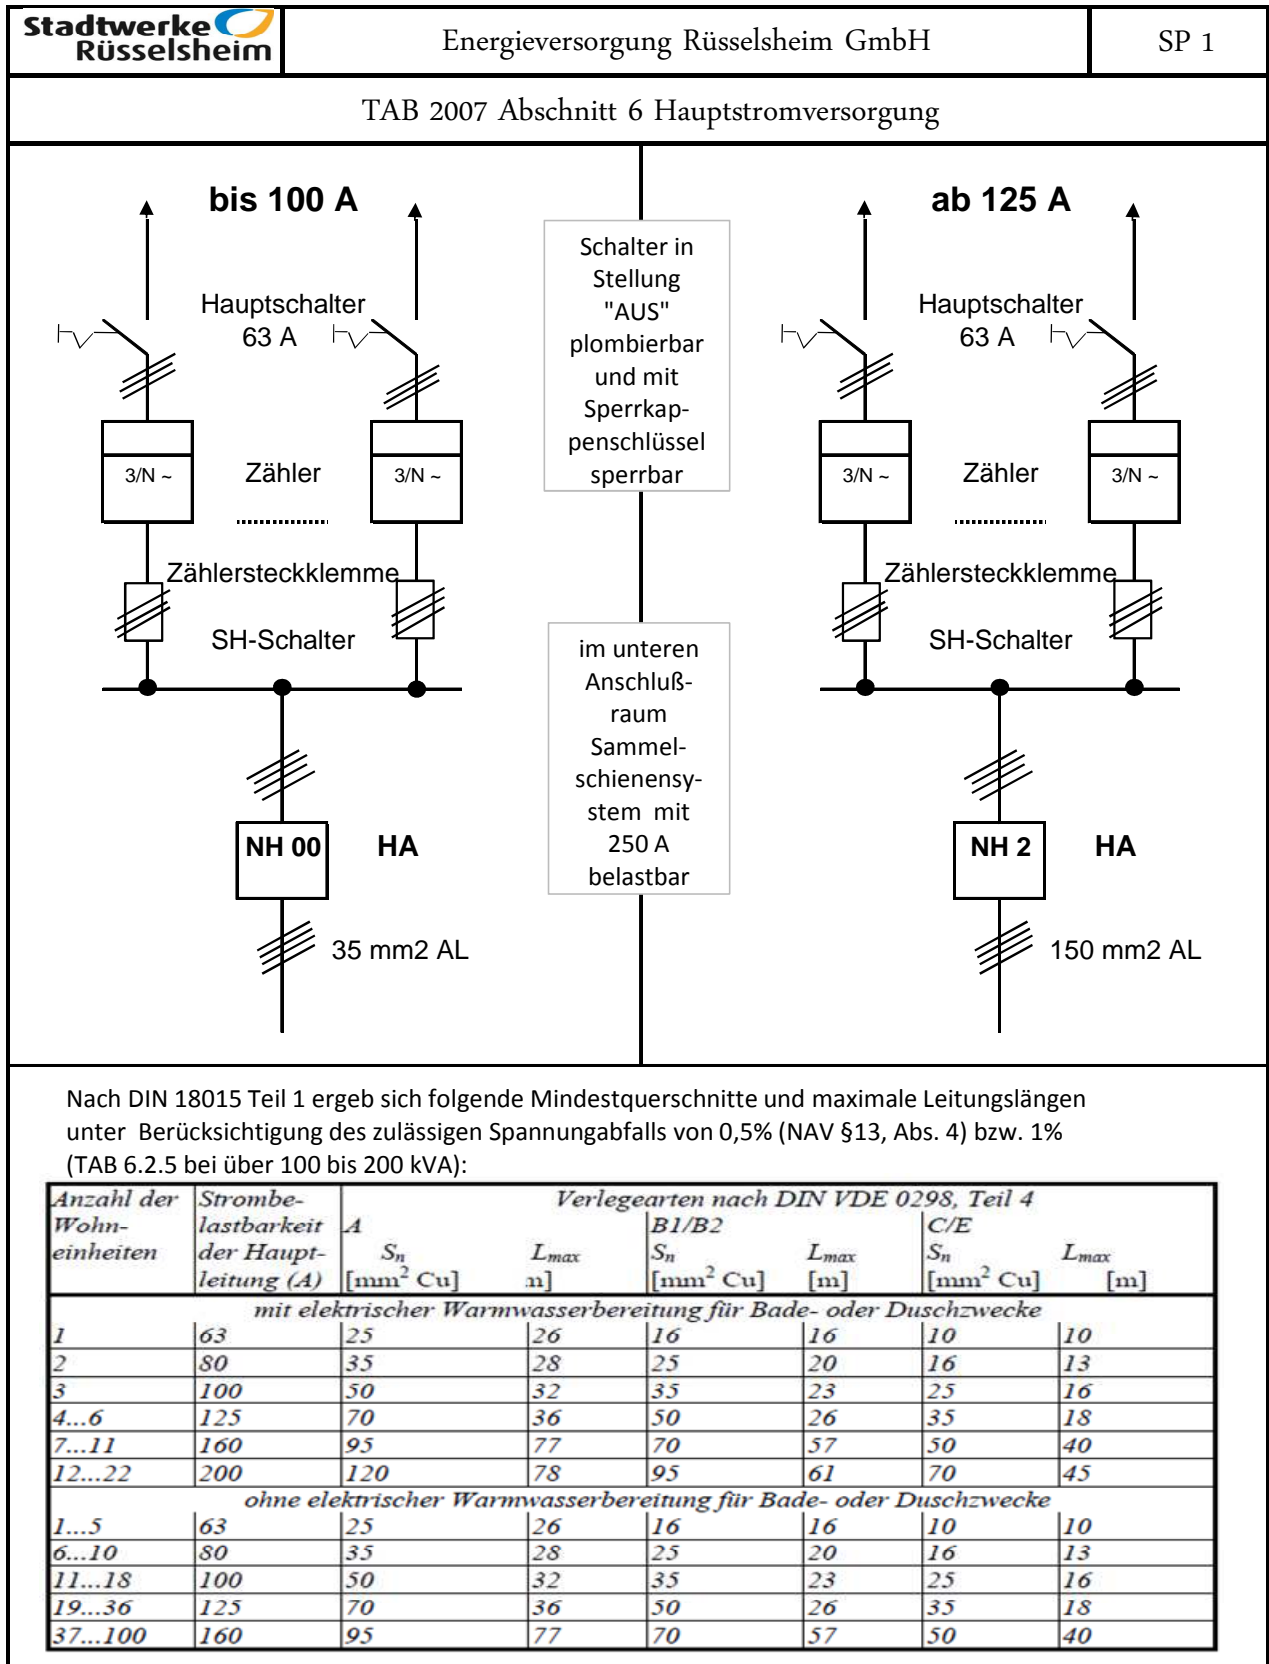 Stadtwerke
Rüsselsheim
Energieversorgung Rüsselsheim GmbH
SP 1
TAB 2007 Abschnitt 6 Hauptstromversorgung
bis 100 A
Hauptschalter
63 A
3/N ~
Zähler
3/N ~
Zählersteckklemme
SH-Schalter
NH 00
HA
35 mm2 AL
Schalter in
Stellung
"AUS"
plombierbar
und mit
Sperrkap-
penschlüssel
sperrbar
im unteren
Anschluß-
raum
Sammel-
schienensy-
stem mit
250 A
belastbar
ab 125 A
Hauptschalter
63 A
3/N ~
Zähler
3/N ~
Zählersteckklemme
SH-Schalter
NH 2
HA
150 mm2 AL
Nach DIN 18015 Teil 1 ergeb sich folgende Mindestquerschnitte und maximale Leitungslängen
unter Berücksichtigung des zulässigen Spannungabfalls von 0,5% (NAV §13, Abs. 4) bzw. 1%
(TAB 6.2.5 bei über 100 bis 200 kVA):
Anzahl der Strombe- Verlegearten nach DIN VDE 0298, Teil 4
Wohn- lastbarkeit A B1/B2 C/E
einheiten der Haupt- Sn Lmax Sn Lmax Sn Lmax
leitung (A) [mm² Cu] m] [mm² Cu] [m] [mm² Cu] [m]
mit elektrischer Warmwasserbereitung für Bade- oder Duschzwecke
1 63 25 26 16 16 10 10
2 80 35 28 25 20 16 13
3 100 50 32 35 23 25 16
4...6 125 70 36 50 26 35 18
7...11 160 95 77 70 57 50 40
12...22 200 120 78 95 61 70 45
ohne elektrischer Warmwasserbereitung für Bade- oder Duschzwecke
1...5 63 25 26 16 16 10 10
6...10 80 35 28 25 20 16 13
11...18 100 50 32 35 23 25 16
19...36 125 70 36 50 26 35 18
37...100 160 95 77 70 57 50 40